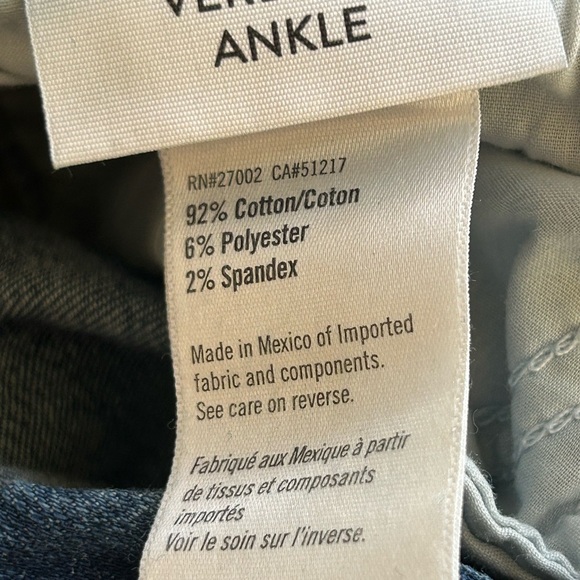 ANKLE
RN#27002 CA#51217
92% Cotton/Coton
6% Polyester
2% Spandex
Made in Mexico of Imported
fabric and components.
See care on reverse.
Fabriqué aux Mexique à partir
de tissus et composants
importés
Voir le soin sur l'inverse.